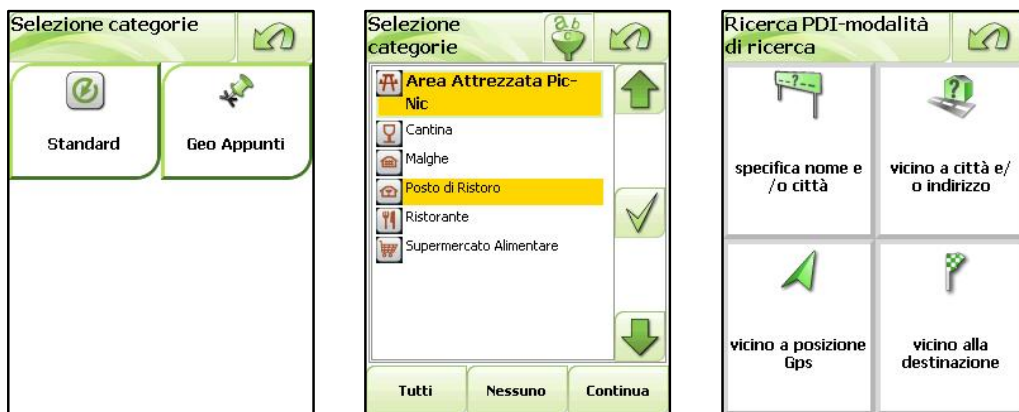 Selezione categorie
Standard
Geo Appunti
Selezione
categorie
a b
c
Area Attrezzata Pic-
Nic
Cantina
Malghe
Posto di Ristoro
Ristorante
Supermercato Alimentare
Tutti
Nessuno
Continua
Ricerca PDI-modalità
di ricerca
--?--
?
specifica nome e
/o città
vicino a città e/
o indirizzo
vicino a posizione
Gps
vicino alla
destinazione